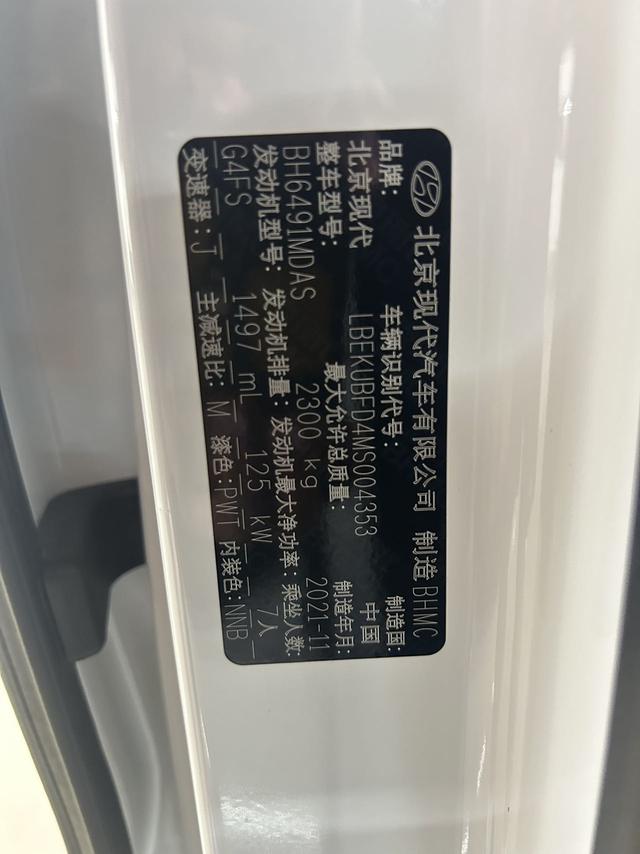 北京现代汽车有限公司 制造 BHMC
品牌: 车辆识别代号: 制造国:
北京现代 LBEKUBFD4MS004353 中国
整车型号: 最大允许总质量: 制造年月:
BH6491MDAS 2300 kg 2021-11
发动机型号: 发动机排量: 发动机最大净功率: 乘坐人数:
G4FS 1497 mL 125 kW 7人
变速器: J 主减速比: M 漆色: PWT 内装色: NNB